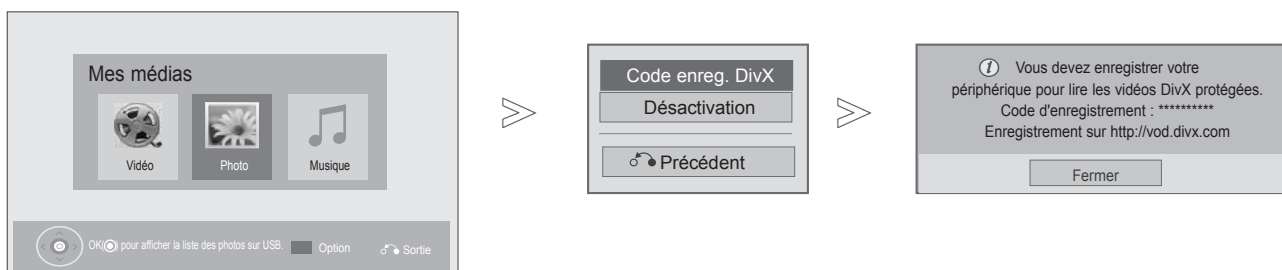 Mes médias
Vidéo
Photo
Musique
OK(◉) pour afficher la liste des photos sur USB.
Option
Sortie
Code enreg. DivX
Désactivation
Précédent
Vous devez enregistrer votre
périphérique pour lire les vidéos DivX protégées.
Code d'enregistrement : **********
Enregistrement sur http://vod.divx.com
Fermer